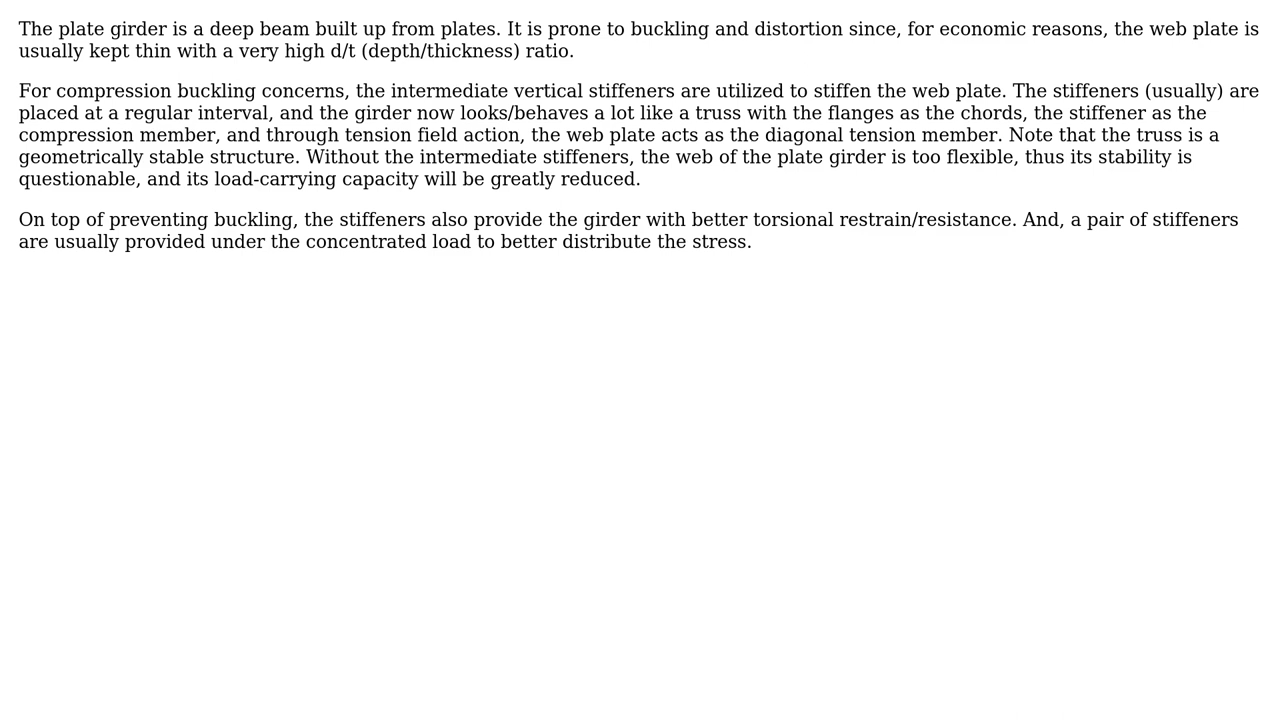 The plate girder is a deep beam built up from plates. It is prone to buckling and distortion since, for economic reasons, the web plate is
usually kept thin with a very high d/t (depth/thickness) ratio.
For compression buckling concerns, the intermediate vertical stiffeners are utilized to stiffen the web plate. The stiffeners (usually) are
placed at a regular interval, and the girder now looks/behaves a lot like a truss with the flanges as the chords, the stiffener as the
compression member, and through tension field action, the web plate acts as the diagonal tension member. Note that the truss is a
geometrically stable structure. Without the intermediate stiffeners, the web of the plate girder is too flexible, thus its stability is
questionable, and its load-carrying capacity will be greatly reduced.
On top of preventing buckling, the stiffeners also provide the girder with better torsional restrain/resistance. And, a pair of stiffeners
are usually provided under the concentrated load to better distribute the stress.